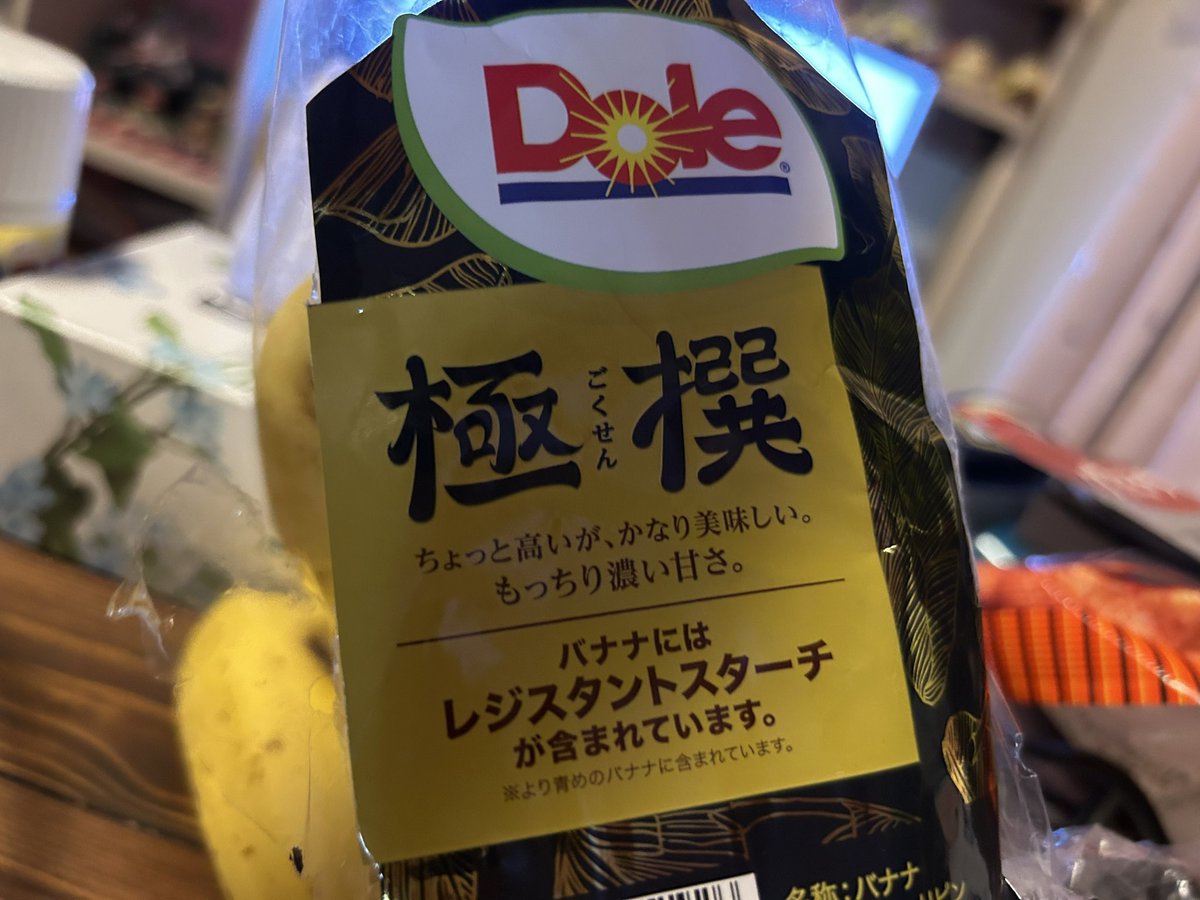 Dole®
極撰
ごくせん
ちょっと高いが、かなり美味しい。
もっちり濃い甘さ。
バナナには
レジスタントスターチ
が含まれています。
※より青めのバナナに含まれています。
名称:バナナ
リピン